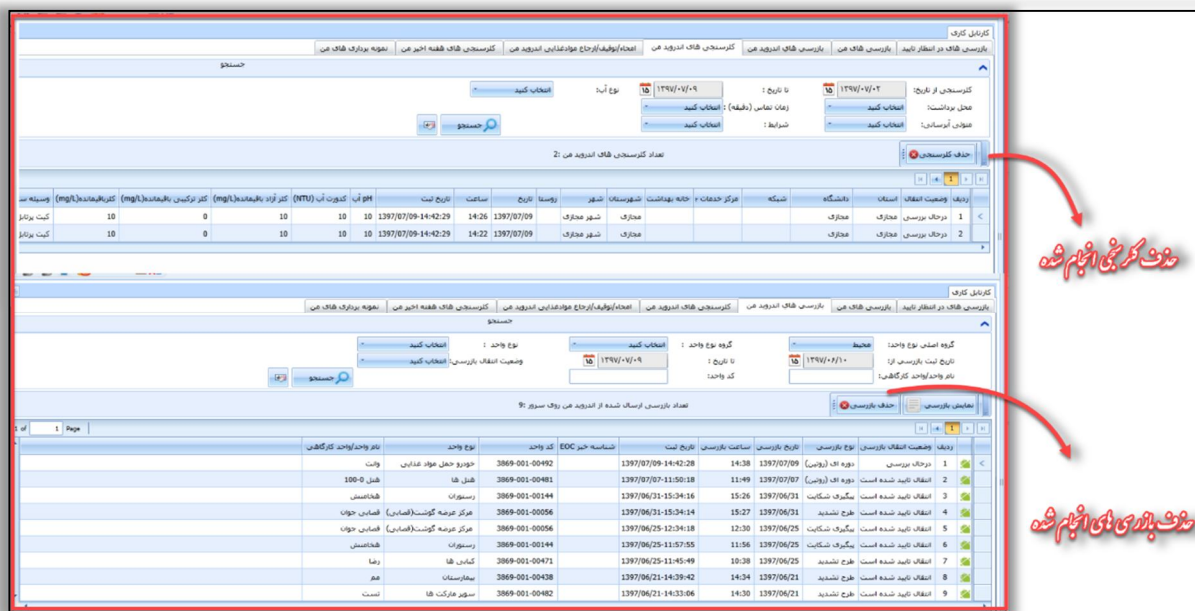 کارتابل کاری
بازرسی های در انتظار تایید بازرسی های من بازرسی های اندروید من کلرسنجی های اندروید من امحاء/توقیف/ارجاع موادغذایی اندروید من کلرسنجی های هفته اخیر من نمونه برداری های من
جستجو
کلرسنجی از تاریخ: ۱۳۹۷/۰۷/۰۲ تا تاریخ : ۱۳۹۷/۰۷/۰۹ نوع آب: انتخاب کنید
محل برداشت: انتخاب کنید زمان تماس (دقیقه) : انتخاب کنید
متولی آبرسانی: انتخاب کنید شرایط : انتخاب کنید جستجو
حذف کلرسنجی تعداد کلرسنجی های اندروید من :2
1
ردیف وضعیت انتقال استان دانشگاه شبکه مرکز خدمات خانه بهداشت شهرستان شهر روستا تاریخ ساعت تاریخ ثبت pH آب کدورت آب (NTU) کلر آزاد باقیمانده(mg/L) کلر ترکیبی باقیمانده(mg/L) کلرباقیمانده(mg/L) وسیله
1 درحال بررسی مجازی مجازی مجازی شهر مجازی 1397/07/09 14:26 1397/07/09-14:42:29 10 10 10 0 10 کیت پرتابل
2 درحال بررسی مجازی مجازی مجازی شهر مجازی 1397/07/09 14:22 1397/07/09-14:42:29 10 10 10 0 10 کیت پرتابل
حذف کلرسنجی انجام شده
کارتابل کاری
بازرسی های در انتظار تایید بازرسی های من بازرسی های اندروید من کلرسنجی های اندروید من امحاء/توقیف/ارجاع موادغذایی اندروید من کلرسنجی های هفته اخیر من نمونه برداری های من
جستجو
گروه اصلی نوع واحد: محیط گروه نوع واحد : انتخاب کنید نوع واحد : انتخاب کنید
تاریخ ثبت بازرسی از: ۱۳۹۷/۰۶/۱۰ تا تاریخ : ۱۳۹۷/۰۷/۰۹ وضعیت انتقال بازرسی: انتخاب کنید
نام واحد/واحد کارگاهی: کد واحد: جستجو
نمایش بازرسی حذف بازرسی تعداد بازرسی ارسال شده از اندروید من روی سرور :9
1 1 of 1 Page
ردیف وضعیت انتقال بازرسی نوع بازرسی تاریخ بازرسی ساعت بازرسی تاریخ ثبت شناسه خبر EOC کد واحد نوع واحد نام واحد/واحد کارگاهی
1 درحال بررسی دوره ای (روتین) 1397/07/09 14:38 1397/07/09-14:42:28 3869-001-00492 خودرو حمل مواد غذایی وانت
2 انتقال تایید شده است دوره ای (روتین) 1397/07/07 11:49 1397/07/07-11:50:18 3869-001-00481 هتل ها هتل 0-100
3 انتقال تایید شده است پیگیری شکایت 1397/06/31 15:26 1397/06/31-15:34:16 3869-001-00144 رستوران هخامنش
4 انتقال تایید شده است طرح تشدید 1397/06/31 15:27 1397/06/31-15:34:14 3869-001-00056 مرکز عرضه گوشت(قصابی) قصابی جوان
5 انتقال تایید شده است پیگیری شکایت 1397/06/25 12:30 1397/06/25-12:34:18 3869-001-00056 مرکز عرضه گوشت(قصابی) قصابی جوان
6 انتقال تایید شده است پیگیری شکایت 1397/06/25 11:56 1397/06/25-11:57:55 3869-001-00144 رستوران هخامنش
7 انتقال تایید شده است طرح تشدید 1397/06/25 10:38 1397/06/25-11:45:49 3869-001-00471 کبابی ها رضا
8 انتقال تایید شده است طرح تشدید 1397/06/21 14:34 1397/06/21-14:39:42 3869-001-00438 بیمارستان مم
9 انتقال تایید شده است طرح تشدید 1397/06/21 14:30 1397/06/21-14:33:06 3869-001-00482 سوپر مارکت ها تست
حذف بازرسی های انجام شده